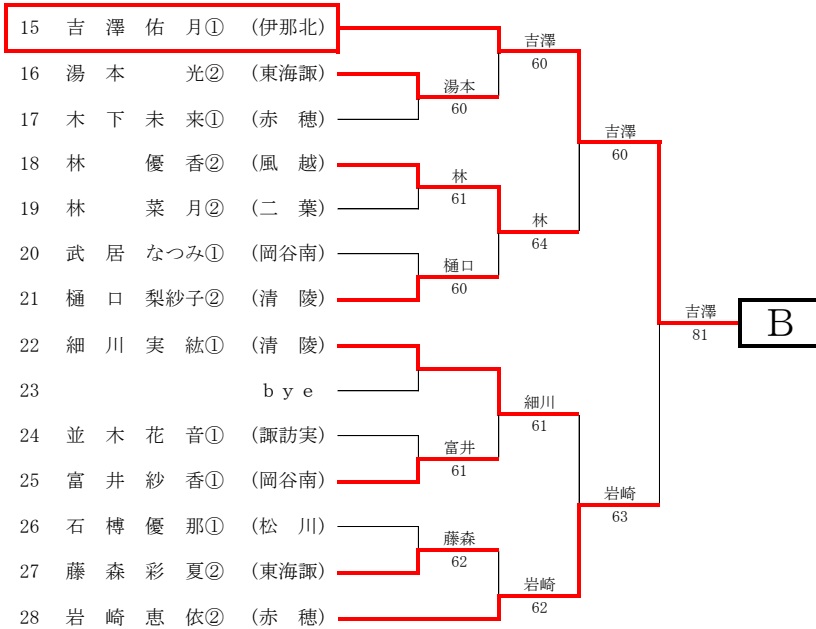 15 吉 澤 佑 月① (伊那北)
16 湯 本 光② (東海諏)
17 木 下 未 来① (赤 穂)
18 林 優 香② (風 越)
19 林 菜 月② (二 葉)
20 武 居 なつみ① (岡谷南)
21 樋 口 梨紗子② (清 陵)
22 細 川 実 紘① (清 陵)
23 bye
24 並 木 花 音① (諏訪実)
25 富 井 紗 香① (岡谷南)
26 石 榑 優 那① (松 川)
27 藤 森 彩 夏② (東海諏)
28 岩 崎 恵 依② (赤 穂)
湯本
60
林
61
樋口
60
富井
61
藤森
62
吉澤
60
林
64
細川
61
岩崎
62
吉澤
60
岩崎
63
吉澤
81
B